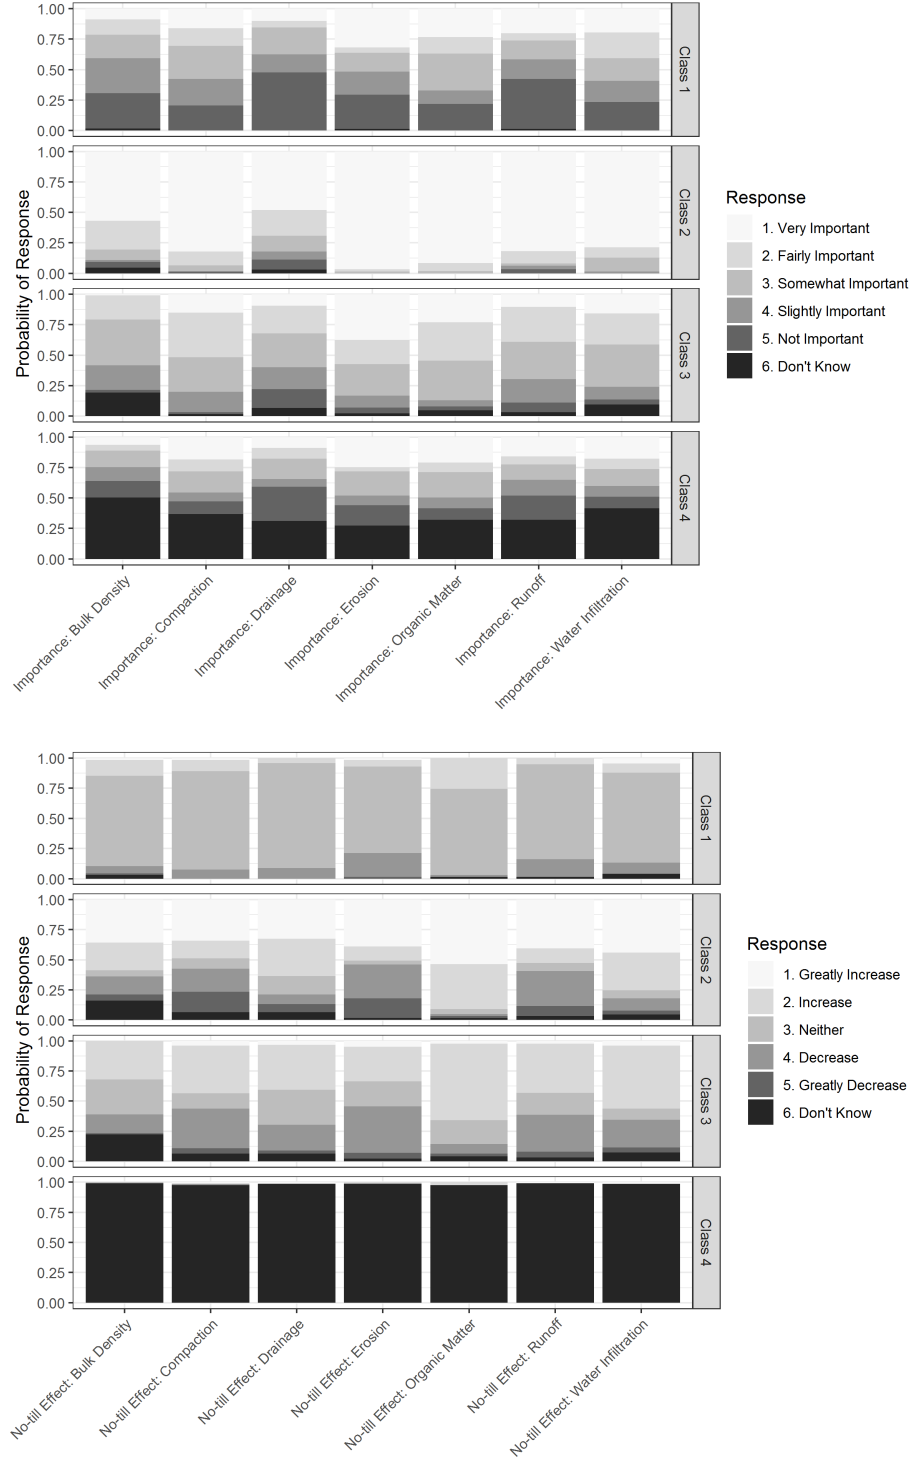 1.00
0.75
0.50
0.25
0.00
Class 1
1.00
0.75
0.50
0.25
0.00
Class 2
1.00
0.75
0.50
0.25
0.00
Class 3
1.00
0.75
0.50
0.25
0.00
Class 4
Probability of Response
Importance: Bulk Density
Importance: Compaction
Importance: Drainage
Importance: Erosion
Importance: Organic Matter
Importance: Runoff
Importance: Water Infiltration
Response
1. Very Important
2. Fairly Important
3. Somewhat Important
4. Slightly Important
5. Not Important
6. Don't Know
1.00
0.75
0.50
0.25
0.00
Class 1
1.00
0.75
0.50
0.25
0.00
Class 2
1.00
0.75
0.50
0.25
0.00
Class 3
1.00
0.75
0.50
0.25
0.00
Class 4
Probability of Response
No-till Effect: Bulk Density
No-till Effect: Compaction
No-till Effect: Drainage
No-till Effect: Erosion
No-till Effect: Organic Matter
No-till Effect: Runoff
No-till Effect: Water Infiltration
Response
1. Greatly Increase
2. Increase
3. Neither
4. Decrease
5. Greatly Decrease
6. Don't Know